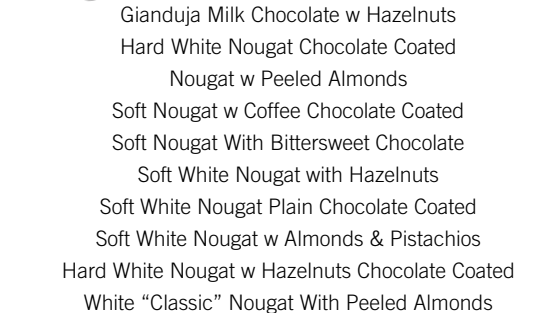 Gianduja Milk Chocolate w Hazelnuts
Hard White Nougat Chocolate Coated
Nougat w Peeled Almonds
Soft Nougat w Coffee Chocolate Coated
Soft Nougat With Bittersweet Chocolate
Soft White Nougat with Hazelnuts
Soft White Nougat Plain Chocolate Coated
Soft White Nougat w Almonds & Pistachios
Hard White Nougat w Hazelnuts Chocolate Coated
White “Classic” Nougat With Peeled Almonds